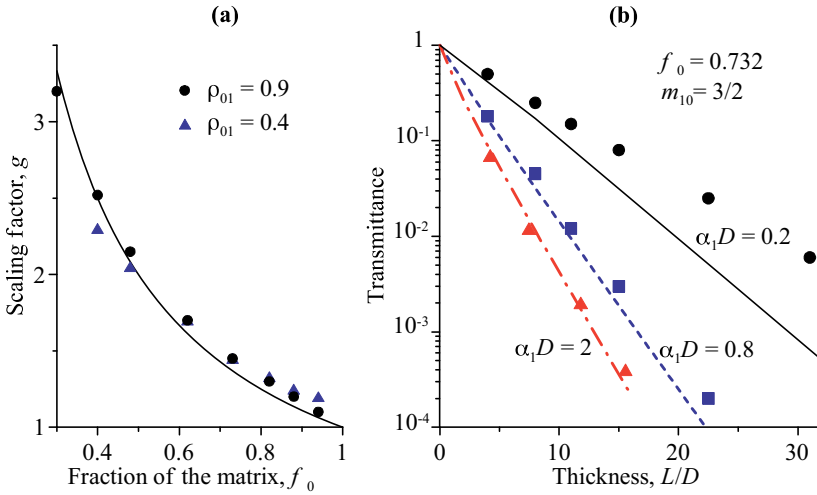 (a)
3
2
1
Scaling factor, g
ρ01 = 0.9
ρ01 = 0.4
0.4
0.6
0.8
1
Fraction of the matrix, f 0
(b)
1
10-1
10-2
10-3
10-4
Transmittance
f 0 = 0.732
m10= 3/2
α1D = 0.2
α1D = 2
α1D = 0.8
0
10
20
30
Thickness, L/D